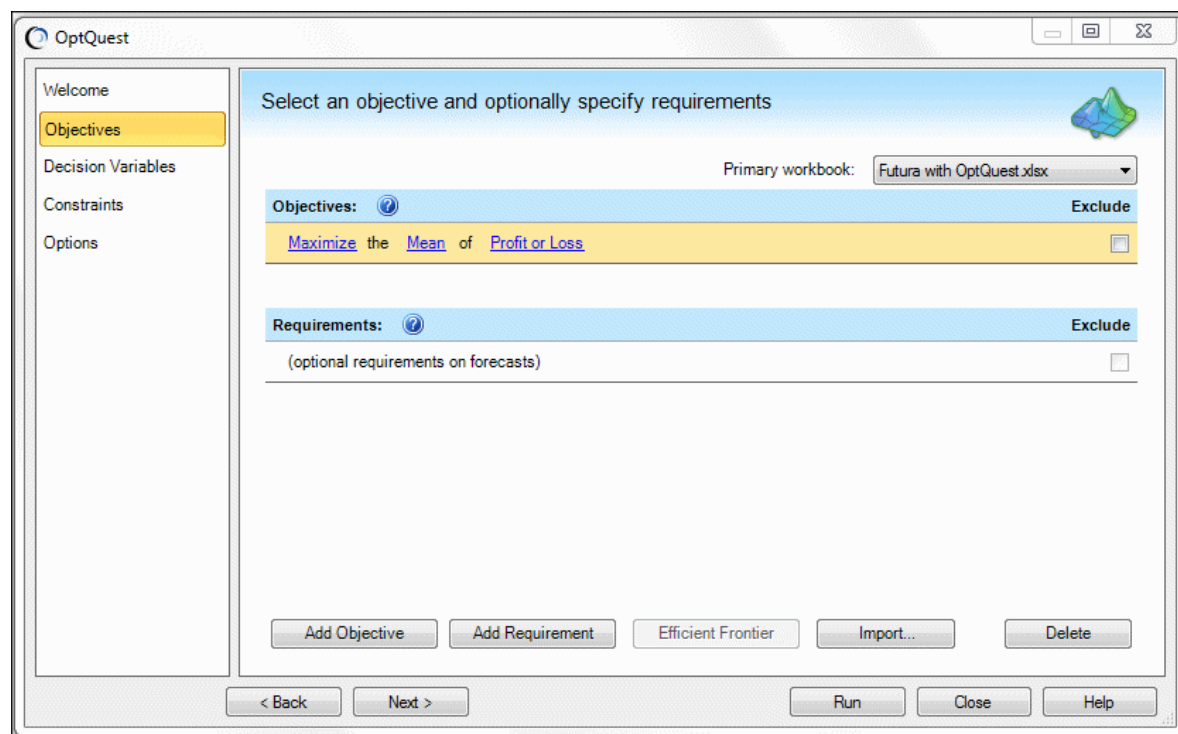 OptQuest
Welcome
Objectives
Decision Variables
Constraints
Options
Select an objective and optionally specify requirements
Primary workbook: Futura with OptQuest.xlsx
Objectives: ? Exclude
Maximize the Mean of Profit or Loss
Requirements: ? Exclude
(optional requirements on forecasts)
Add Objective Add Requirement Efficient Frontier Import... Delete
< Back Next > Run Close Help